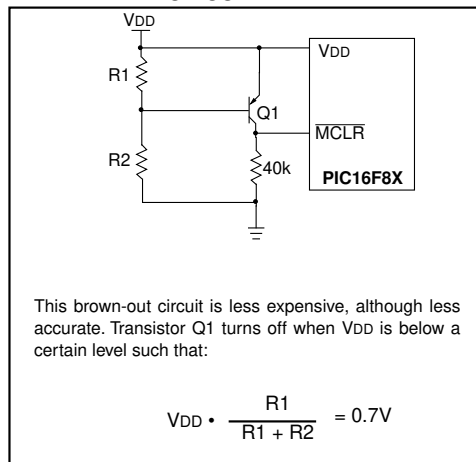 VDD
VDD
R1
Q1
MCLR
R2
40k
PIC16F8X
This brown-out circuit is less expensive, although less
accurate. Transistor Q1 turns off when VDD is below a
certain level such that:
VDD • R1 / R1 + R2 = 0.7V